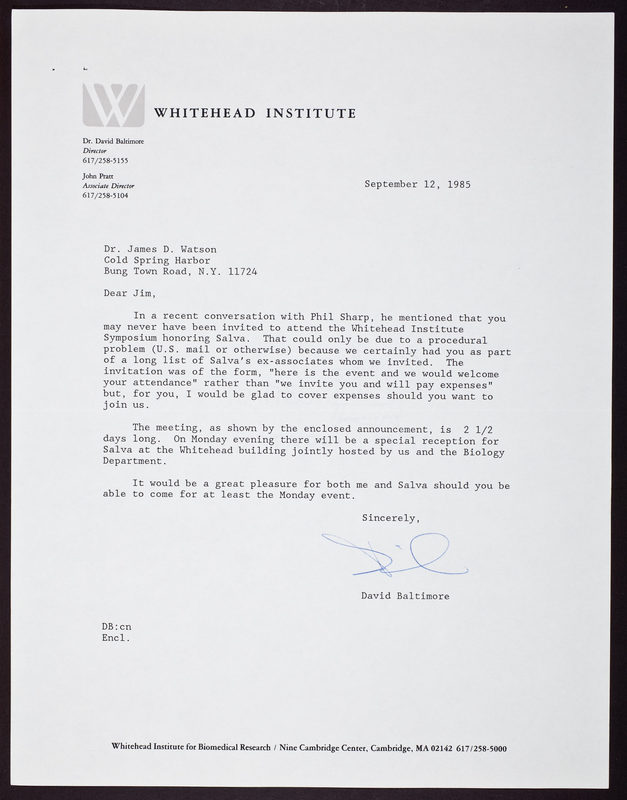 W
WHITEHEAD INSTITUTE
Dr. David Baltimore
Director
617/258-5155
John Pratt
Associate Director
617/258-5104
September 12, 1985
Dr. James D. Watson
Cold Spring Harbor
Bung Town Road, N.Y. 11724
Dear Jim,
In a recent conversation with Phil Sharp, he mentioned that you
may never have been invited to attend the Whitehead Institute
Symposium honoring Salva. That could only be due to a procedural
problem (U.S. mail or otherwise) because we certainly had you as part
of a long list of Salva's ex-associates whom we invited. The
invitation was of the form, "here is the event and we would welcome
your attendance" rather than "we invite you and will pay expenses"
but, for you, I would be glad to cover expenses should you want to
join us.
The meeting, as shown by the enclosed announcement, is 2 1/2
days long. On Monday evening there will be a special reception for
Salva at the Whitehead building jointly hosted by us and the Biology
Department.
It would be a great pleasure for both me and Salva should you be
able to come for at least the Monday event.
Sincerely,
David Baltimore
DB:cn
Encl.
Whitehead Institute for Biomedical Research / Nine Cambridge Center, Cambridge, MA 02142 617/258-5000